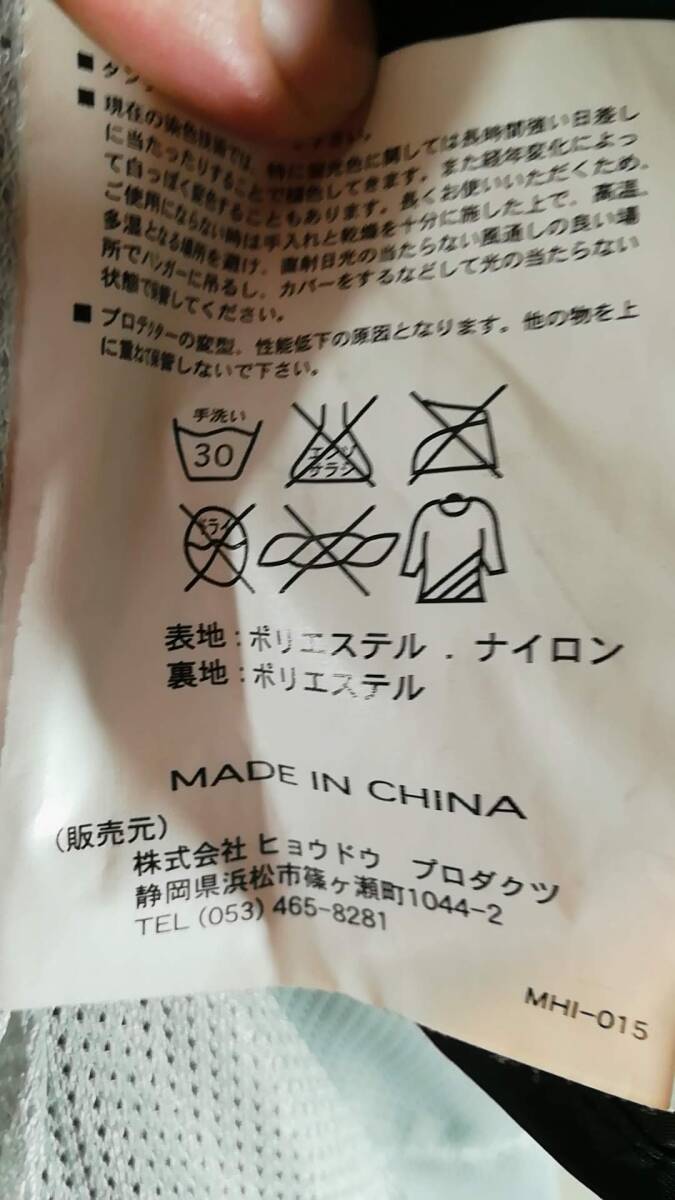 ■
■ 現在の染色技術では、特に蛍光色に関しては長時間強い日差し
に当たったりすることで褪色してきます。また経年変化によっ
て白っぽく変色することもあります。長くお使いいただくため、
ご使用にならない時は手入れと乾燥を十分に施した上で、高温、
多湿となる場所を避け、直射日光の当たらない風通しの良い場
所でハンガーに吊るし、カバーをするなどして光の当たらない
状態で保管してください。
■ プロテクターの変型、性能低下の原因となります。他の物を上
に重ねて保管しないで下さい。
手洗い
30
エンソ
サラシ
ドライ
表地：ポリエステル．ナイロン
裏地：ポリエステル
MADE IN CHINA
（販売元）
株式会社 ヒョウドウ プロダクツ
静岡県浜松市篠ヶ瀬町1044-2
TEL (053) 465-8281
MHI-015